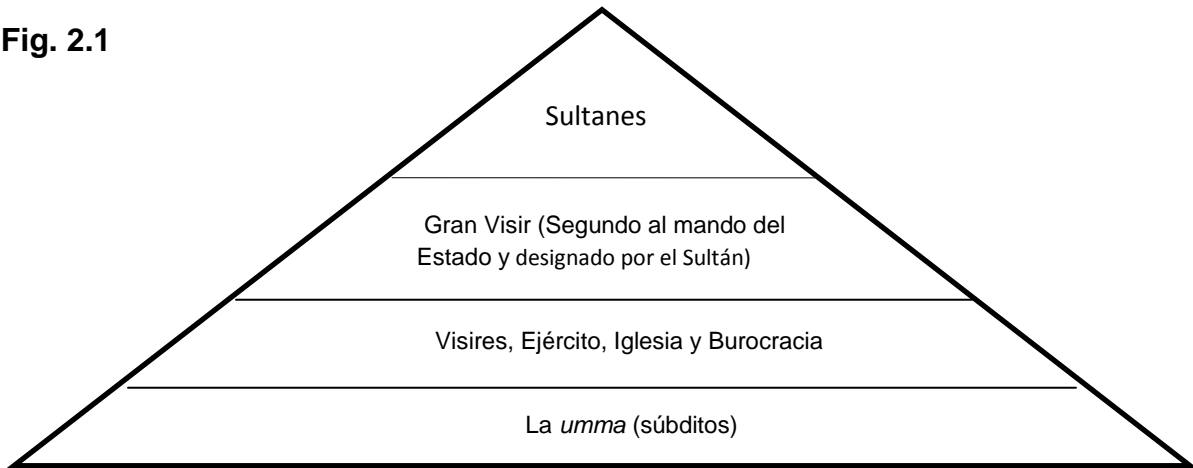 Fig. 2.1
Sultanes
Gran Visir (Segundo al mando del
Estado y designado por el Sultán)
Visires, Ejército, Iglesia y Burocracia
La umma (súbditos)